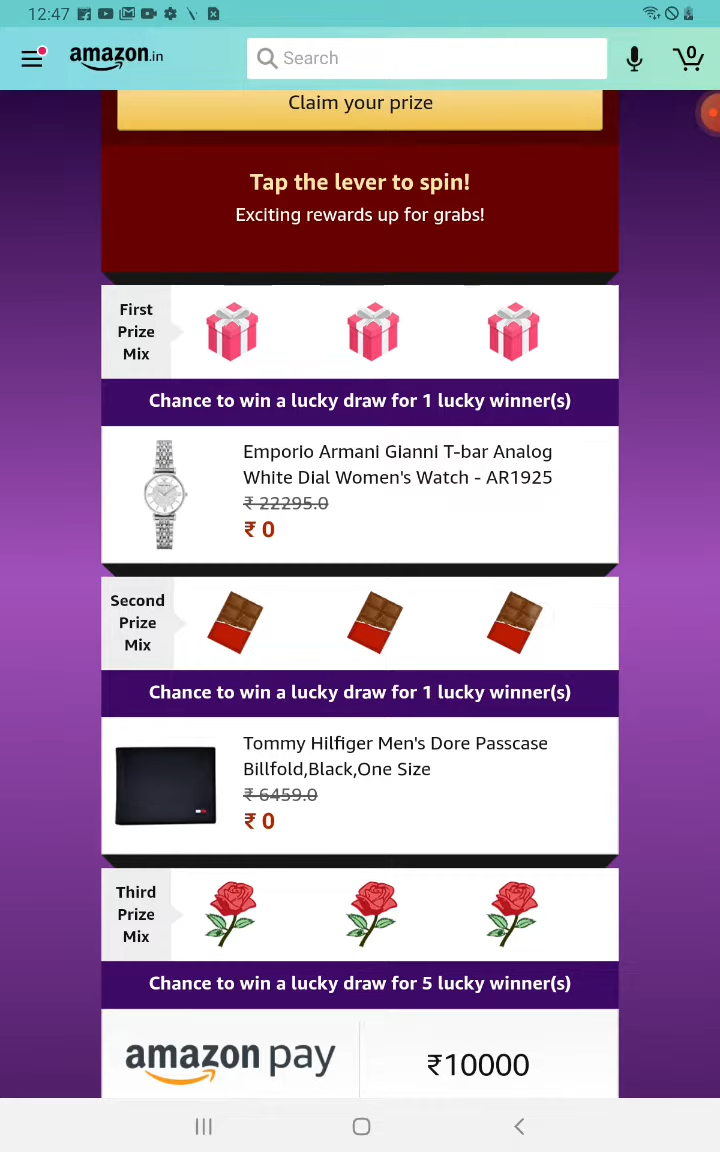 12:47
amazon.in
Search
0
Claim your prize
Tap the lever to spin!
Exciting rewards up for grabs!
First
Prize
Mix
Chance to win a lucky draw for 1 lucky winner(s)
Emporio Armani Gianni T-bar Analog
White Dial Women's Watch - AR1925
₹ 22295.0
₹ 0
Second
Prize
Mix
Chance to win a lucky draw for 1 lucky winner(s)
Tommy Hilfiger Men's Dore Passcase
Billfold,Black,One Size
₹ 6459.0
₹ 0
Third
Prize
Mix
Chance to win a lucky draw for 5 lucky winner(s)
amazon pay
₹10000